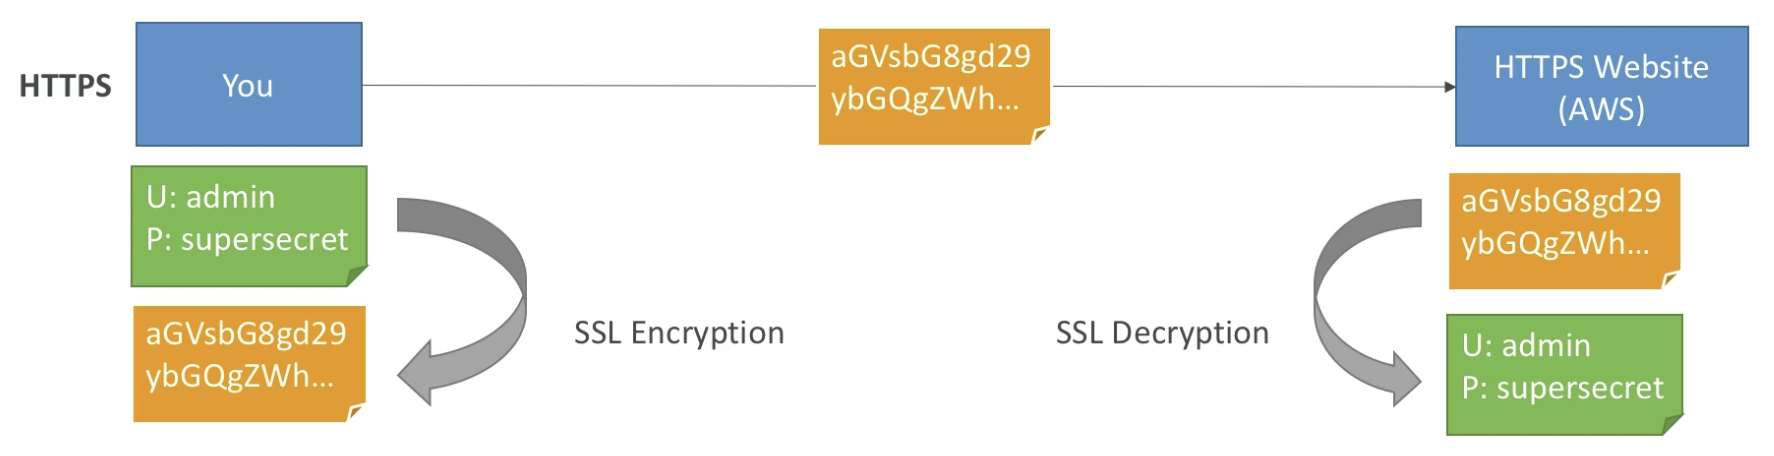 HTTPS
You
aGVsbG8gd29
ybGQgZWh...
HTTPS Website
(AWS)
U: admin
P: supersecret
aGVsbG8gd29
ybGQgZWh...
SSL Encryption
SSL Decryption
aGVsbG8gd29
ybGQgZWh...
U: admin
P: supersecret